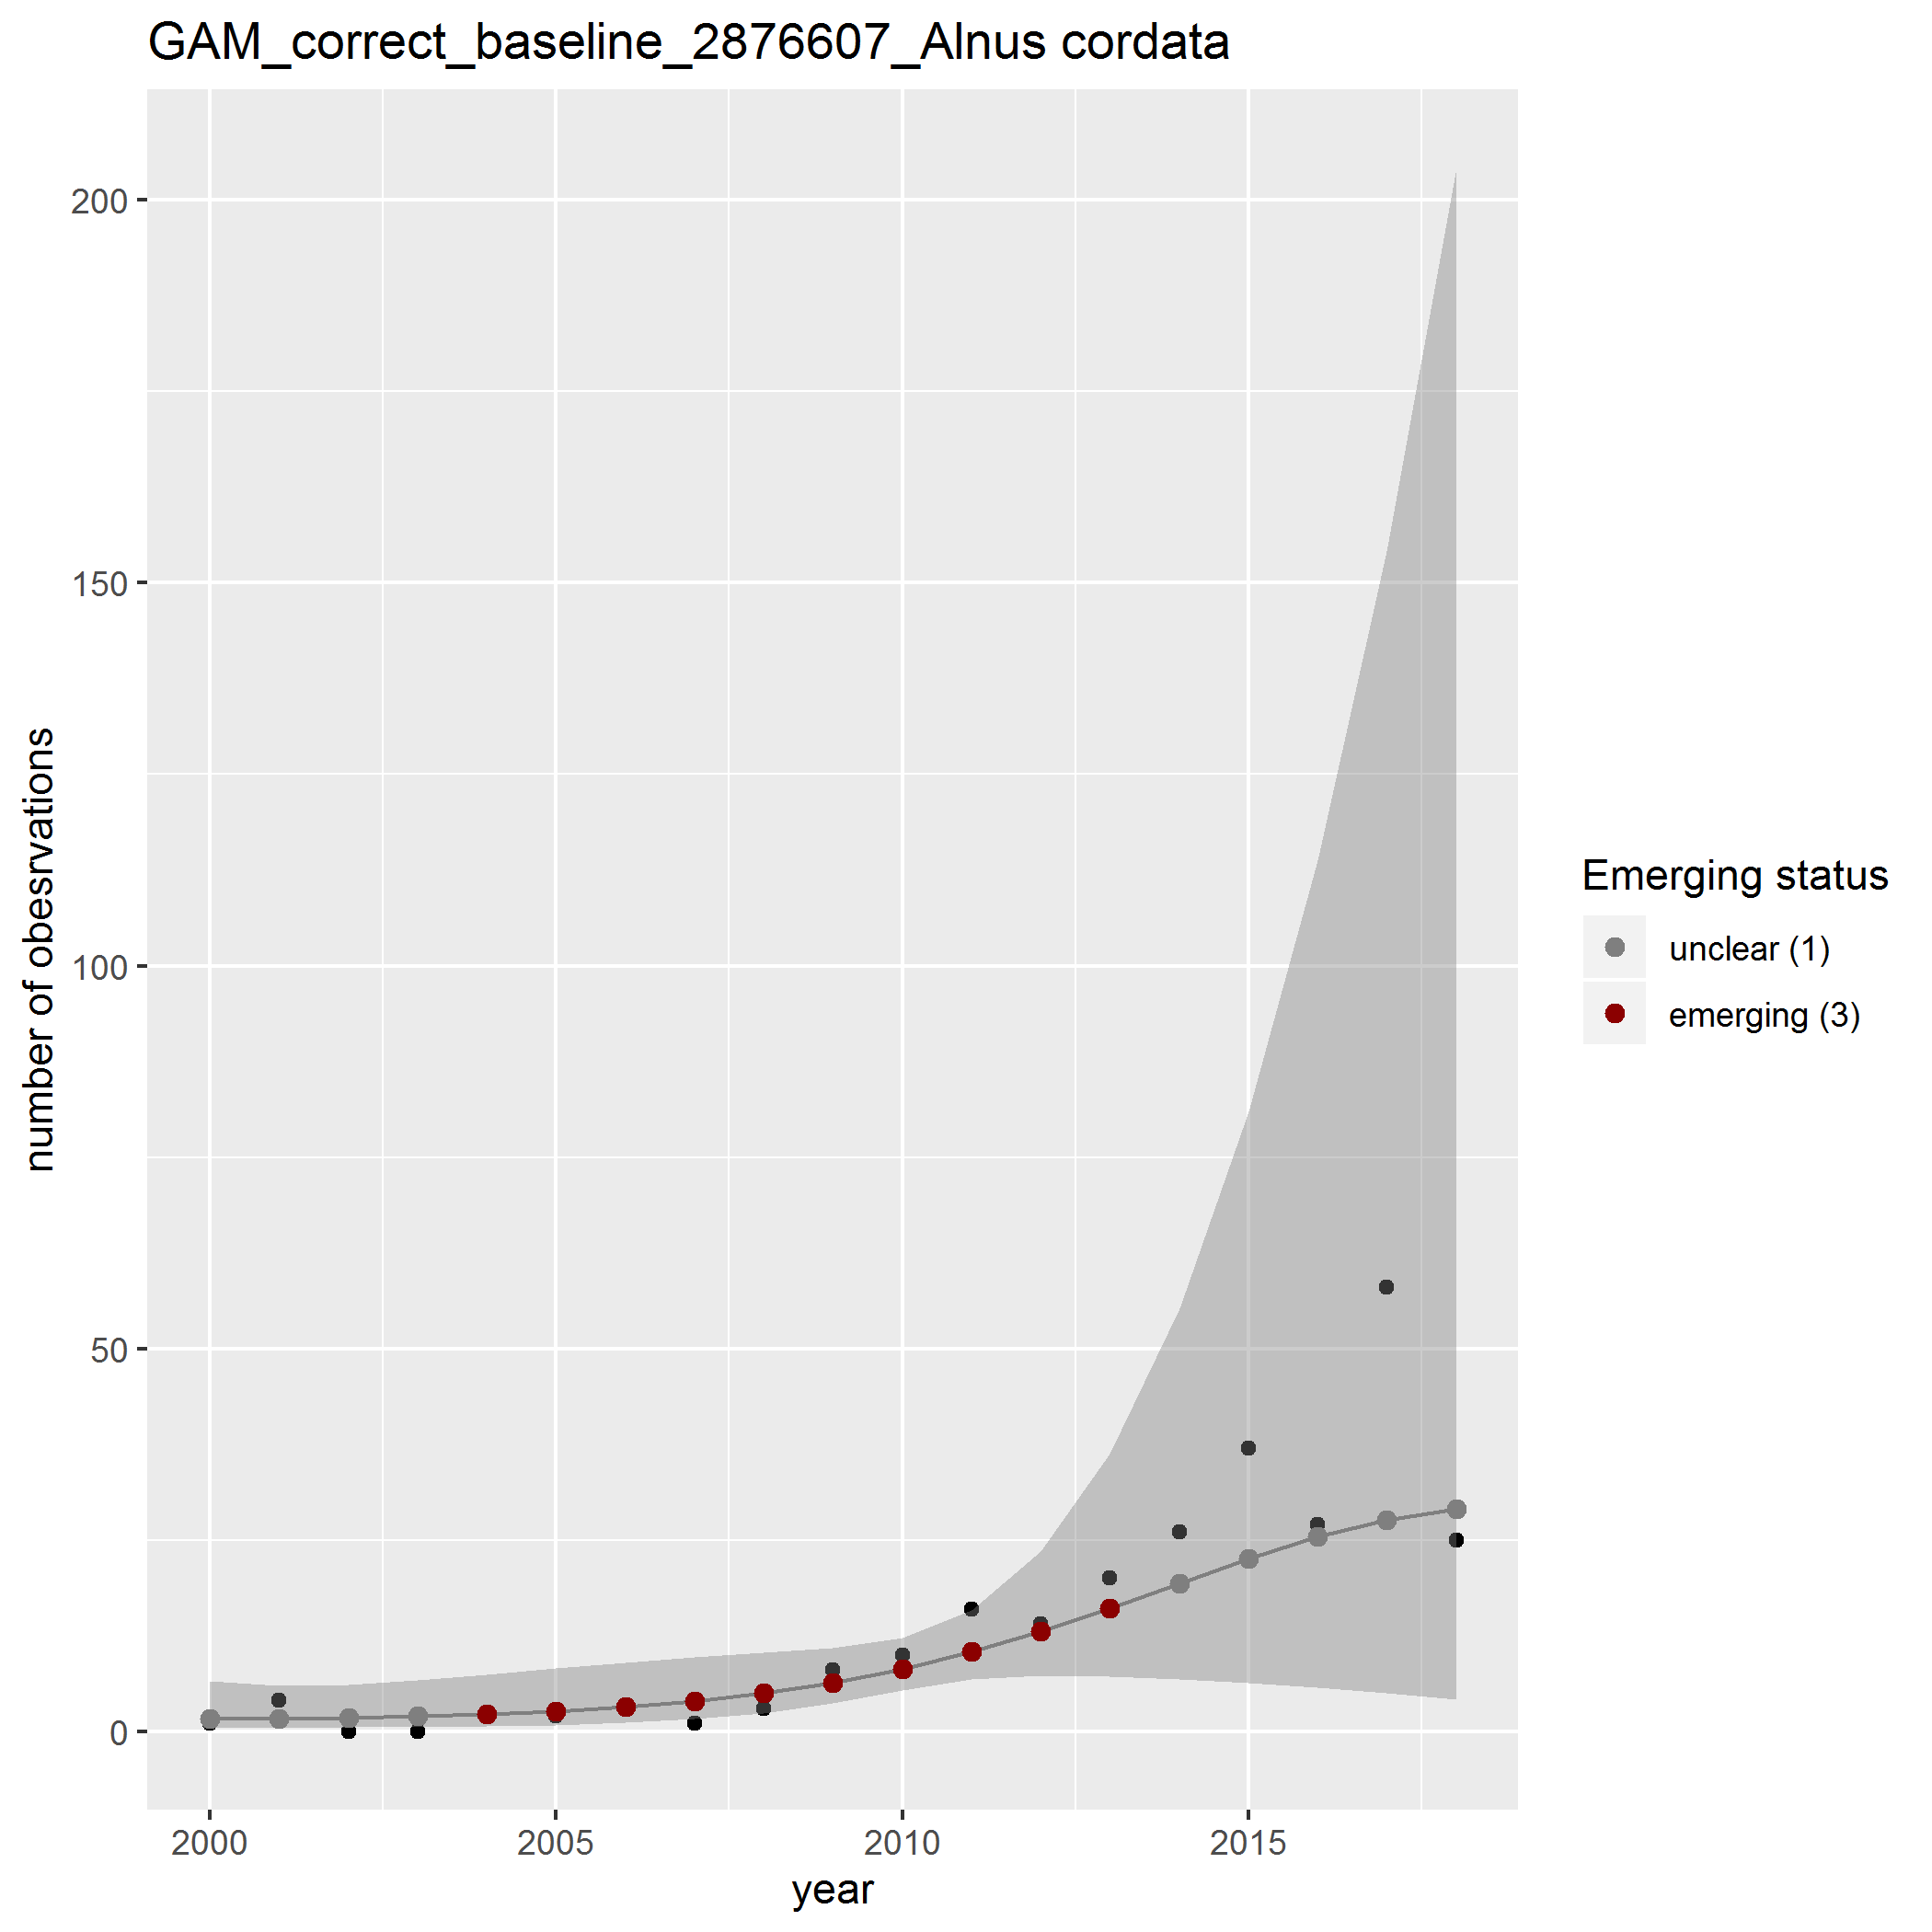 GAM_correct_baseline_2876607_Alnus cordata
200
150
100
50
0
number of obesrvations
2000
2005
2010
2015
year
Emerging status
unclear (1)
emerging (3)